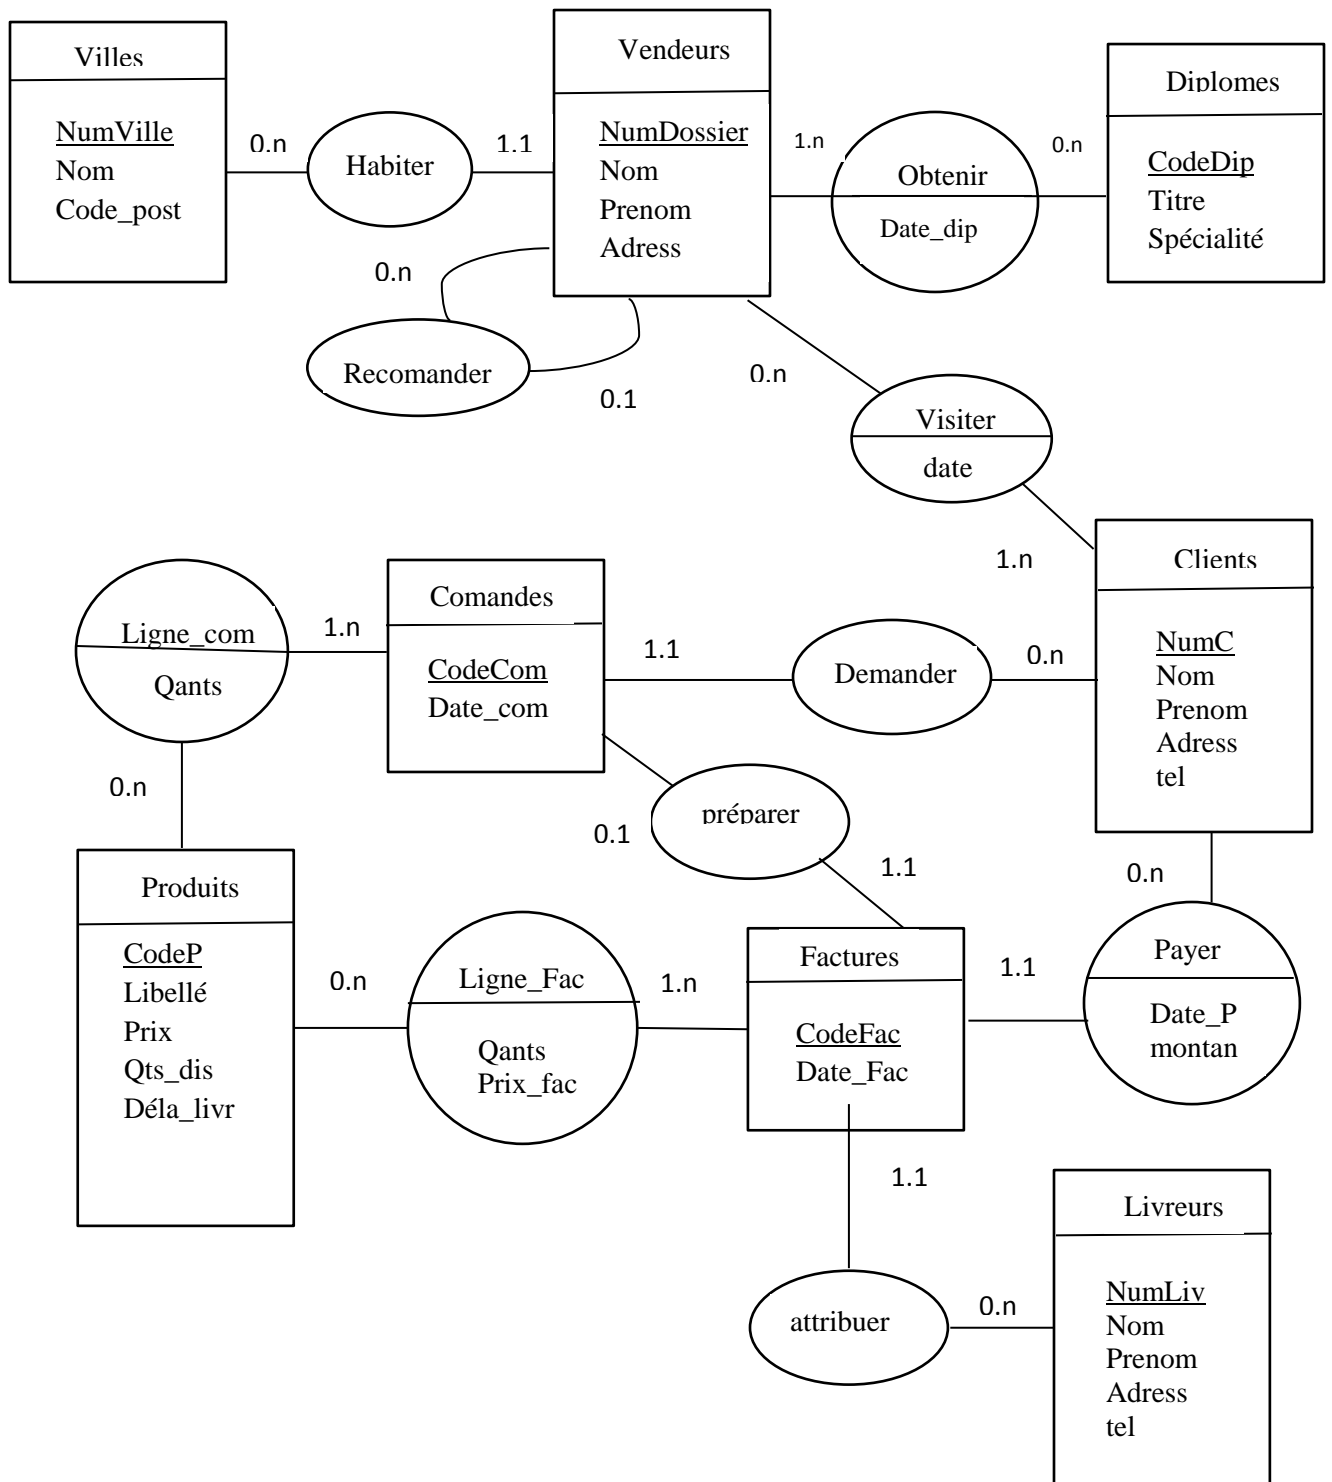 Villes
NumVille
Nom
Code_post
0.n
Habiter
1.1
Vendeurs
NumDossier
Nom
Prenom
Adress
1.n
Obtenir
Date_dip
0.n
Diplomes
CodeDip
Titre
Spécialité
0.n
Recomander
0.1
0.n
Visiter
date
1.n
Clients
NumC
Nom
Prenom
Adress
tel
Ligne_com
Qants
1.n
Comandes
CodeCom
Date_com
1.1
Demander
0.n
0.n
préparer
0.1
1.1
0.n
Produits
CodeP
Libellé
Prix
Qts_dis
Déla_livr
0.n
Ligne_Fac
Qants
Prix_fac
1.n
Factures
CodeFac
Date_Fac
1.1
Payer
Date_P
montan
1.1
attribuer
0.n
Livreurs
NumLiv
Nom
Prenom
Adress
tel